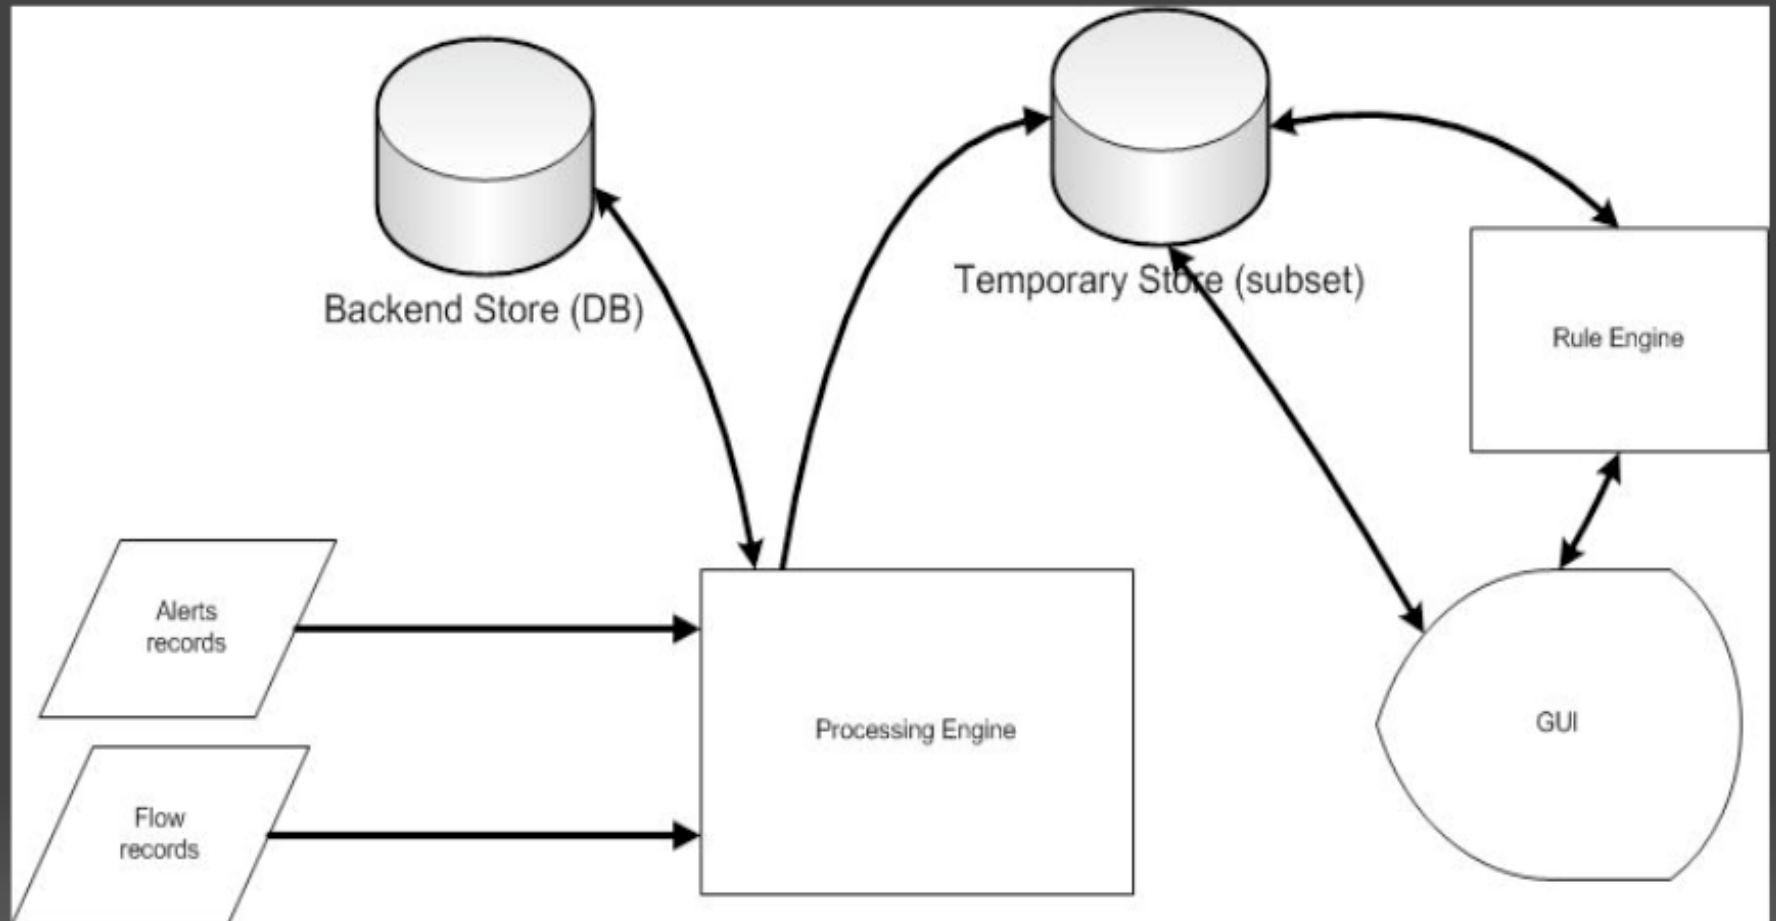 Backend Store (DB)
Temporary Store (subset)
Rule Engine
Alerts
records
Processing Engine
GUI
Flow
records